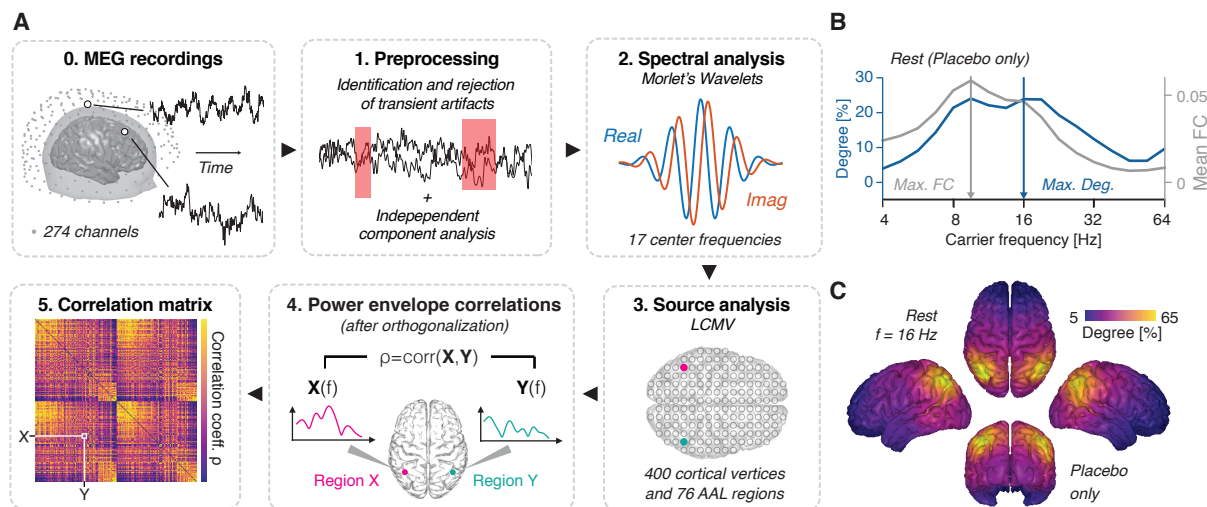 A
0. MEG recordings
Time
274 channels
1. Preprocessing
Identification and rejection
of transient artifacts
+
Independent
component analysis
2. Spectral analysis
Morlet's Wavelets
Real
Imag
17 center frequencies
3. Source analysis
LCMV
400 cortical vertices
and 76 AAL regions
4. Power envelope correlations
(after orthogonalization)
ρ=corr(X,Y)
X(f)
Y(f)
Region X
Region Y
5. Correlation matrix
Correlation coeff. ρ
X
Y
B
Rest (Placebo only)
Degree [%]
30
20
10
0
Max. FC
Max. Deg.
0.05
0
Mean FC
4
8
16
32
64
Carrier frequency [Hz]
C
Rest
f = 16 Hz
5
65
Degree [%]
Placebo
only